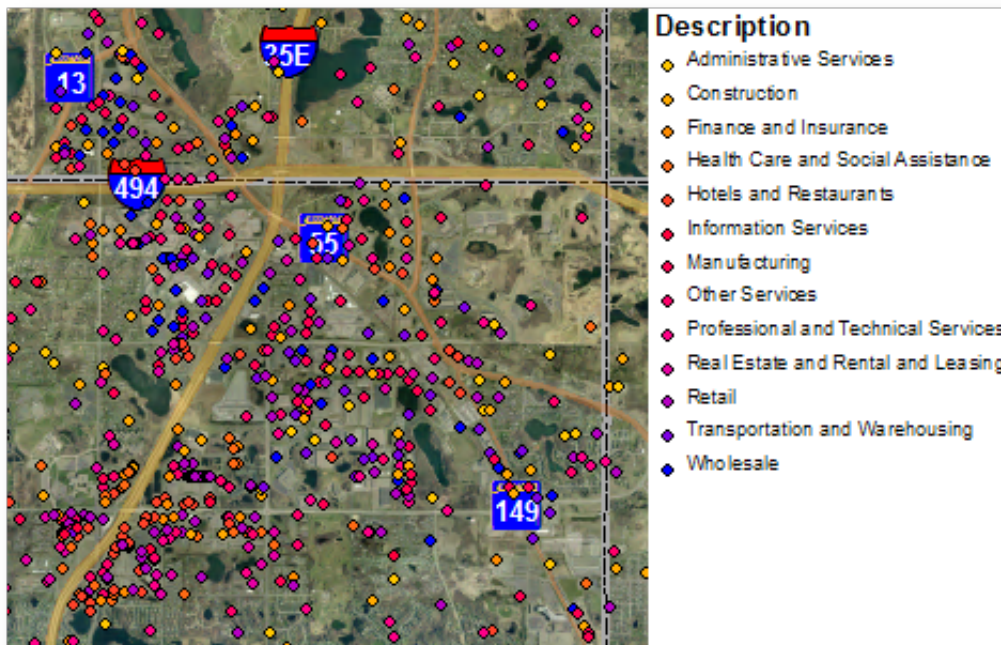 35E
13
494
55
149
Description
Administrative Services
Construction
Finance and Insurance
Health Care and Social Assistance
Hotels and Restaurants
Information Services
Manufacturing
Other Services
Professional and Technical Services
Real Estate and Rental and Leasing
Retail
Transportation and Warehousing
Wholesale